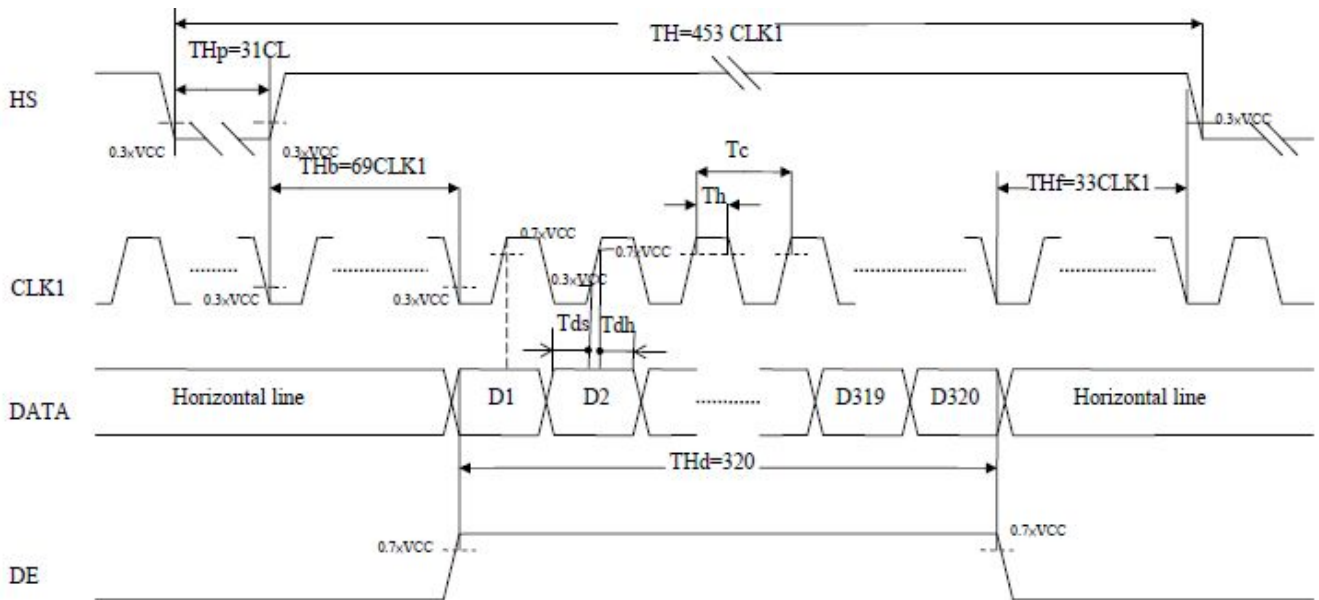 TH=453 CLK1
THp=31CL
HS
0.3×VCC
0.3×VCC
0.3×VCC
THb=69CLK1
Tc
Th
THf=33CLK1
0.7×VCC
0.7×VCC
0.3×VCC
CLK1
0.3×VCC
0.3×VCC
Tds
Tdh
DATA
Horizontal line
D1
D2
D319
D320
Horizontal line
THd=320
0.7×VCC
0.7×VCC
DE